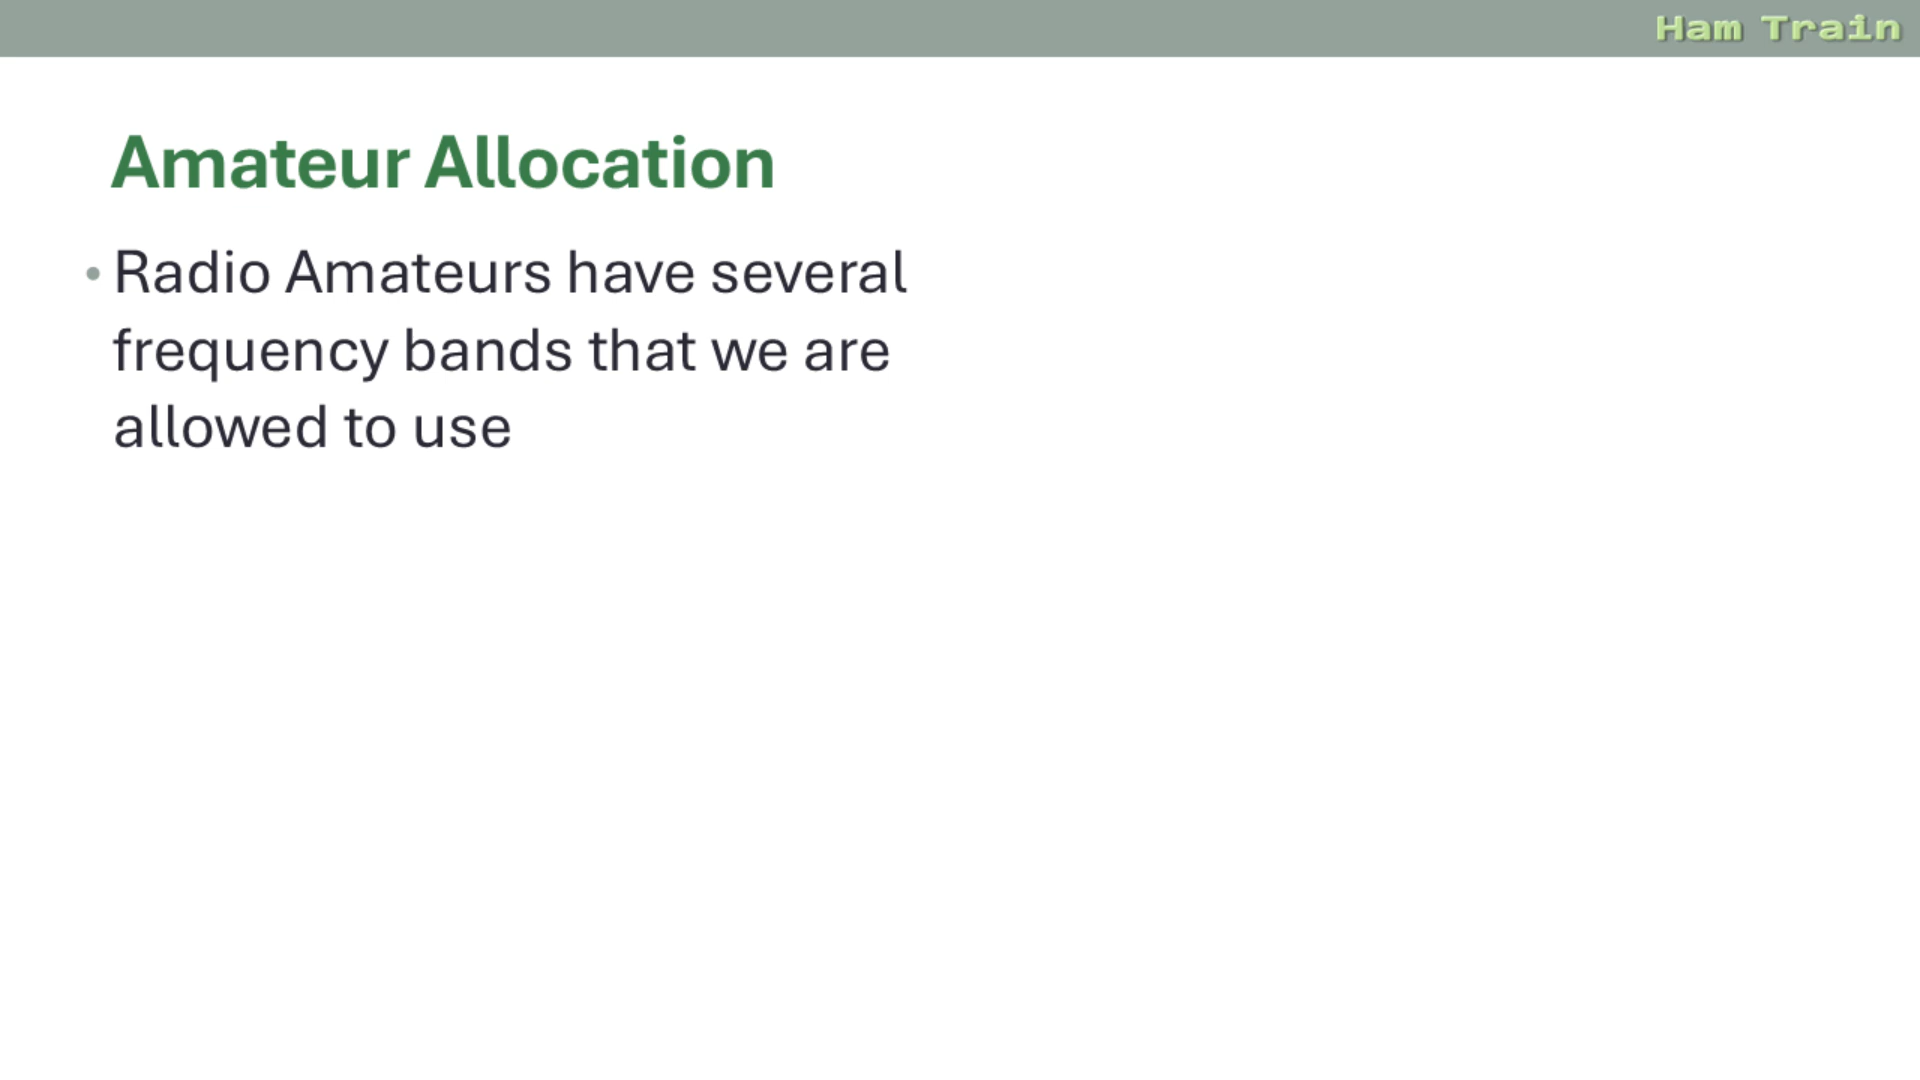 Ham Train
Amateur Allocation
• Radio Amateurs have several
frequency bands that we are
allowed to use